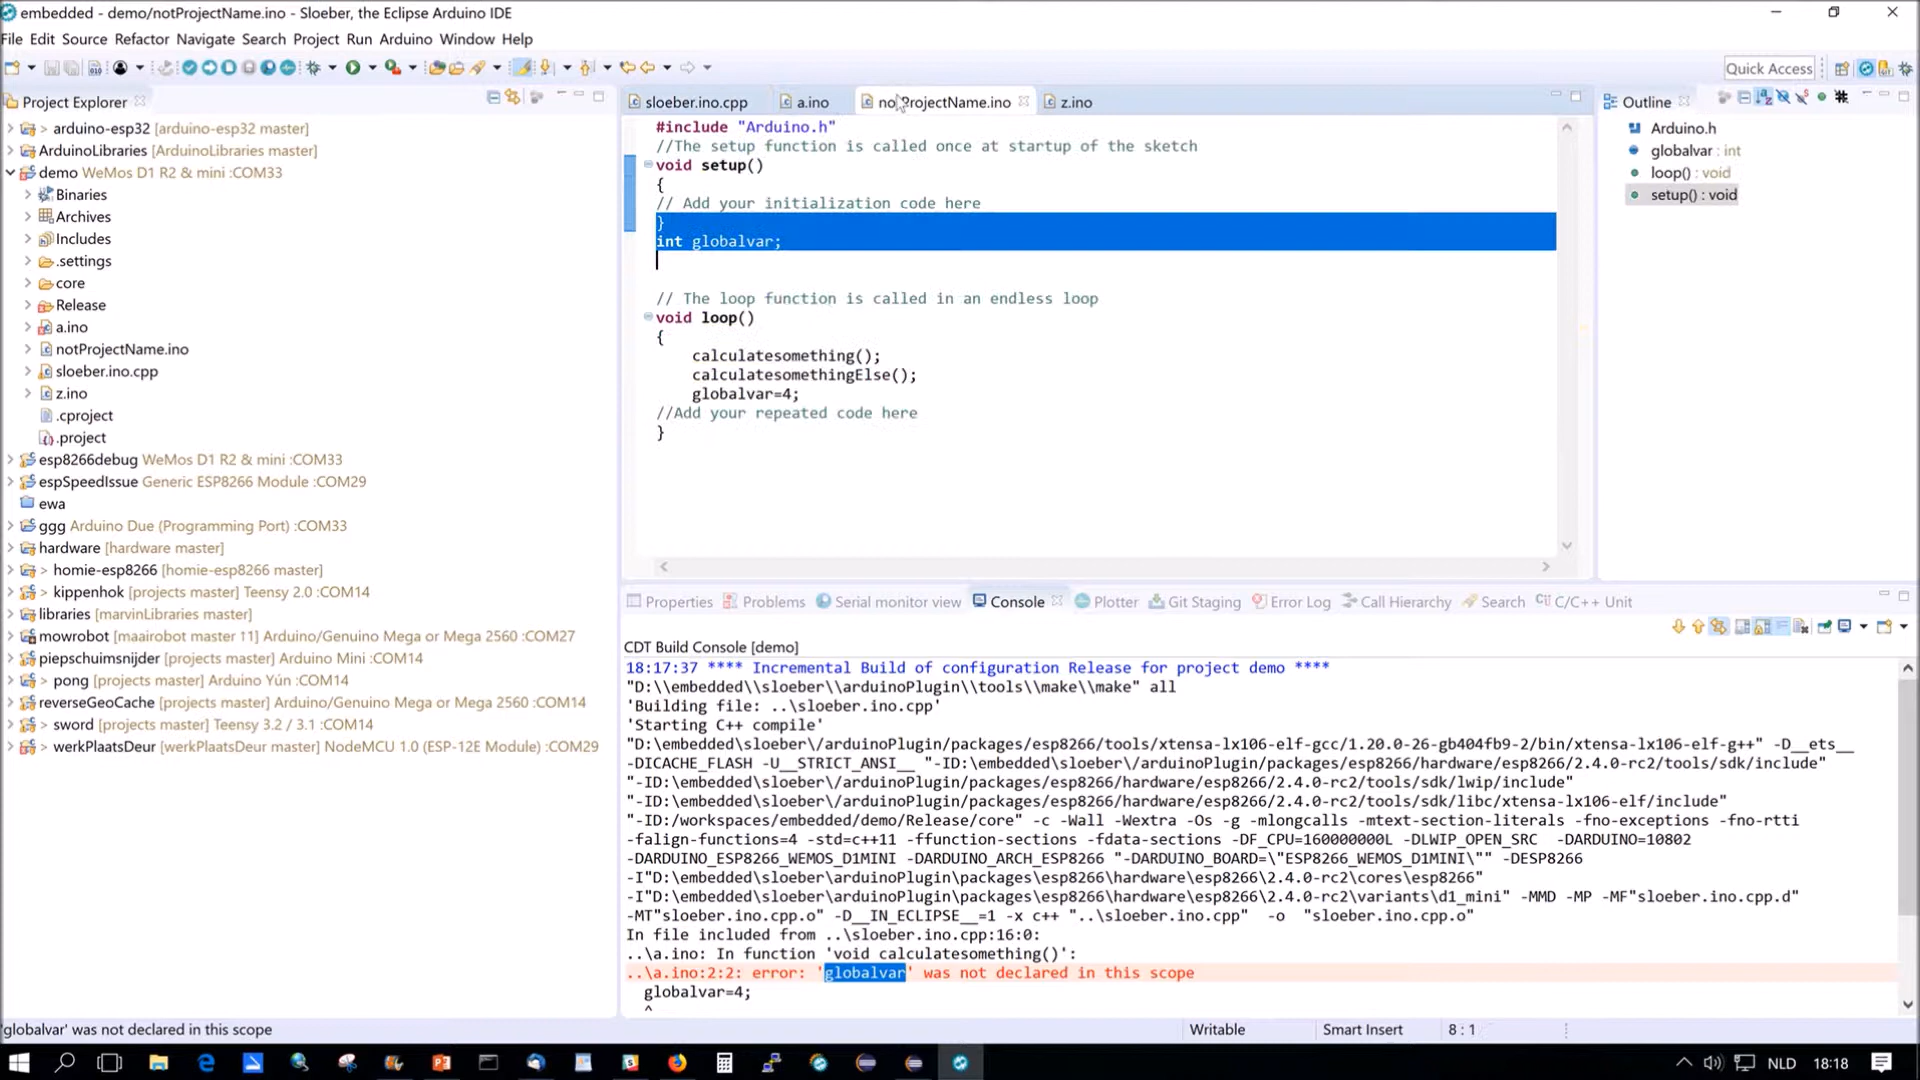 embedded - demo/notProjectName.ino - Sloeber, the Eclipse Arduino IDE
File Edit Source Refactor Navigate Search Project Run Arduino Window Help
Quick Access
Project Explorer
> arduino-esp32 [arduino-esp32 master]
ArduinoLibraries [ArduinoLibraries master]
demo WeMos D1 R2 & mini :COM33
Binaries
Archives
Includes
.settings
core
Release
a.ino
notProjectName.ino
sloeber.ino.cpp
z.ino
.cproject
.project
esp8266debug WeMos D1 R2 & mini :COM33
espSpeedIssue Generic ESP8266 Module :COM29
ewa
ggg Arduino Due (Programming Port) :COM33
hardware [hardware master]
> homie-esp8266 [homie-esp8266 master]
> kippenhok [projects master] Teensy 2.0 :COM14
libraries [marvinLibraries master]
mowrobot [maairobot master ↑1] Arduino/Genuino Mega or Mega 2560 :COM27
piepschuimsnijder [projects master] Arduino Mini :COM14
> pong [projects master] Arduino Yún :COM14
reverseGeoCache [projects master] Arduino/Genuino Mega or Mega 2560 :COM14
> sword [projects master] Teensy 3.2 / 3.1 :COM14
> werkPlaatsDeur [werkPlaatsDeur master] NodeMCU 1.0 (ESP-12E Module) :COM29
sloeber.ino.cpp a.ino notProjectName.ino z.ino
#include "Arduino.h"
//The setup function is called once at startup of the sketch
void setup()
{
// Add your initialization code here
}
int globalvar;
// The loop function is called in an endless loop
void loop()
{
calculatesomething();
calculatesomethingElse();
globalvar=4;
//Add your repeated code here
}
Outline
Arduino.h
globalvar : int
loop() : void
setup() : void
Properties Problems Serial monitor view Console Plotter Git Staging Error Log Call Hierarchy Search C/C++ Unit
CDT Build Console [demo]
18:17:37 **** Incremental Build of configuration Release for project demo ****
"D:\\embedded\\sloeber\\arduinoPlugin\\tools\\make\\make" all
'Building file: ..\sloeber.ino.cpp'
'Starting C++ compile'
"D:\embedded\sloeber\/arduinoPlugin/packages/esp8266/tools/xtensa-lx106-elf-gcc/1.20.0-26-gb404fb9-2/bin/xtensa-lx106-elf-g++" -D__ets__
-DICACHE_FLASH -U__STRICT_ANSI__ "-ID:\embedded\sloeber\/arduinoPlugin/packages/esp8266/hardware/esp8266/2.4.0-rc2/tools/sdk/include"
"-ID:\embedded\sloeber\/arduinoPlugin/packages/esp8266/hardware/esp8266/2.4.0-rc2/tools/sdk/lwip/include"
"-ID:\embedded\sloeber\/arduinoPlugin/packages/esp8266/hardware/esp8266/2.4.0-rc2/tools/sdk/libc/xtensa-lx106-elf/include"
"-ID:/workspaces/embedded/demo/Release/core" -c -Wall -Wextra -Os -g -mlongcalls -mtext-section-literals -fno-exceptions -fno-rtti
-falign-functions=4 -std=c++11 -ffunction-sections -fdata-sections -DF_CPU=160000000L -DLWIP_OPEN_SRC -DARDUINO=10802
-DARDUINO_ESP8266_WEMOS_D1MINI -DARDUINO_ARCH_ESP8266 "-DARDUINO_BOARD=\"ESP8266_WEMOS_D1MINI\"" -DESP8266
-I"D:\embedded\sloeber\arduinoPlugin\packages\esp8266\hardware\esp8266\2.4.0-rc2\cores\esp8266"
-I"D:\embedded\sloeber\arduinoPlugin\packages\esp8266\hardware\esp8266\2.4.0-rc2\variants\d1_mini" -MMD -MP -MF"sloeber.ino.cpp.d"
-MT"sloeber.ino.cpp.o" -D__IN_ECLIPSE__=1 -x c++ "..\sloeber.ino.cpp" -o "sloeber.ino.cpp.o"
In file included from ..\sloeber.ino.cpp:16:0:
..\a.ino: In function 'void calculatesomething()':
..\a.ino:2:2: error: 'globalvar' was not declared in this scope
globalvar=4;
^
'globalvar' was not declared in this scope
Writable Smart Insert 8 : 1
NLD 18:18